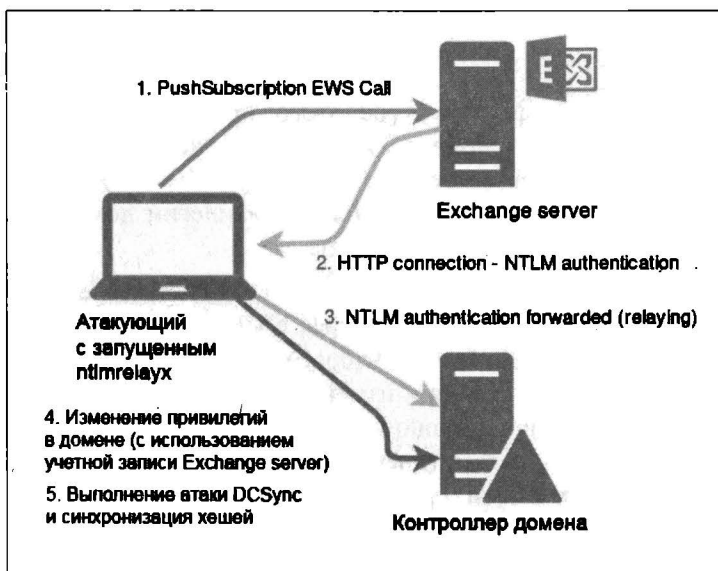 1. PushSubscription EWS Call
E
Exchange server
2. HTTP connection - NTLM authentication
3. NTLM authentication forwarded (relaying)
Атакующий
с запущенным
ntlmrelayx
4. Изменение привилегий
в домене (с использованием
учетной записи Exchange server)
5. Выполнение атаки DCSync
и синхронизация хешей
Контроллер домена